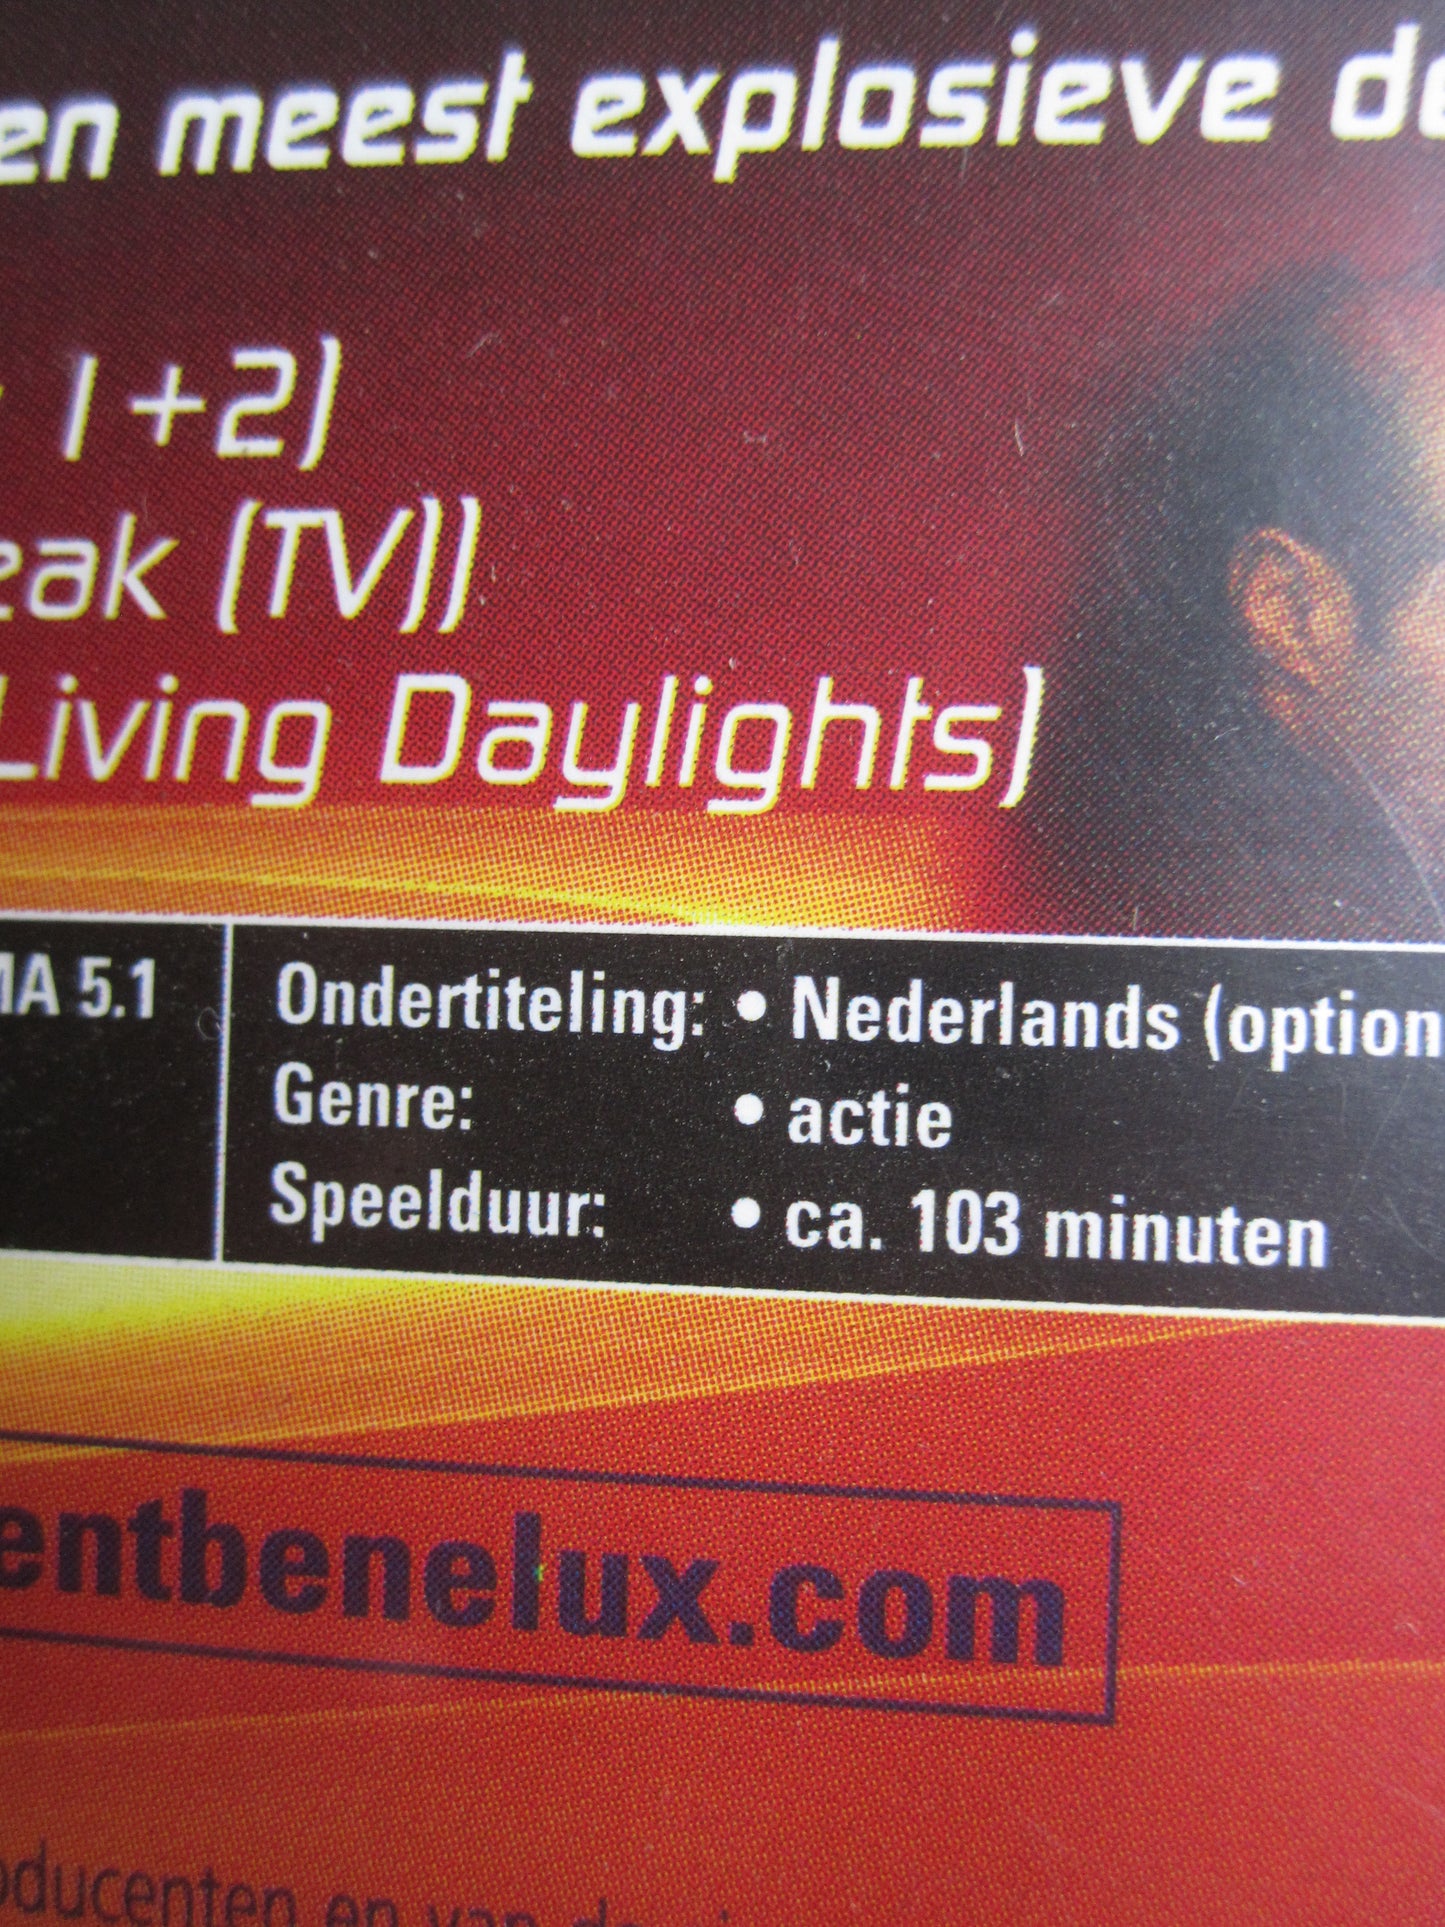 en meest explosieve de
1+2)
eak (TV))
Living Daylights)
MA 5.1
Ondertiteling: • Nederlands (option
Genre: • actie
Speelduur: • ca. 103 minuten
entbenelux.com
oducenten en van de